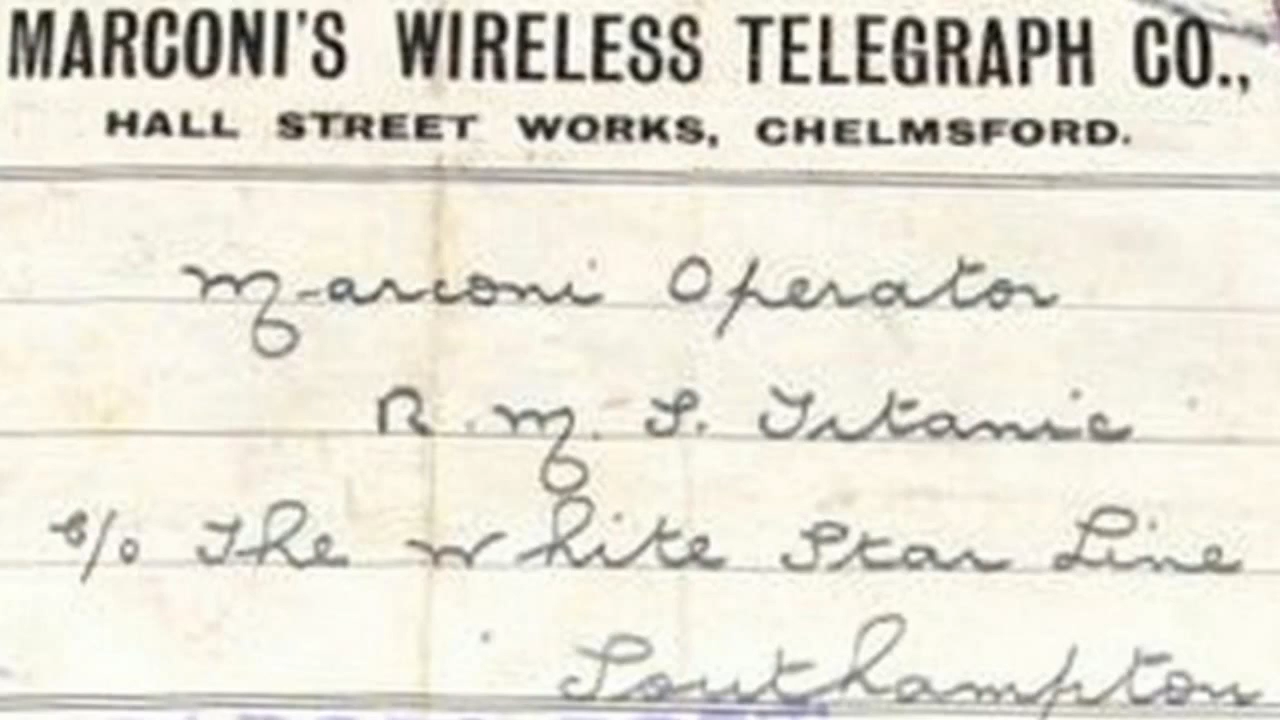 MARCONI'S WIRELESS TELEGRAPH CO.,
HALL STREET WORKS, CHELMSFORD.
Marconi Operator
R.M.S. Titanic
c/o The White Star Line
Southampton